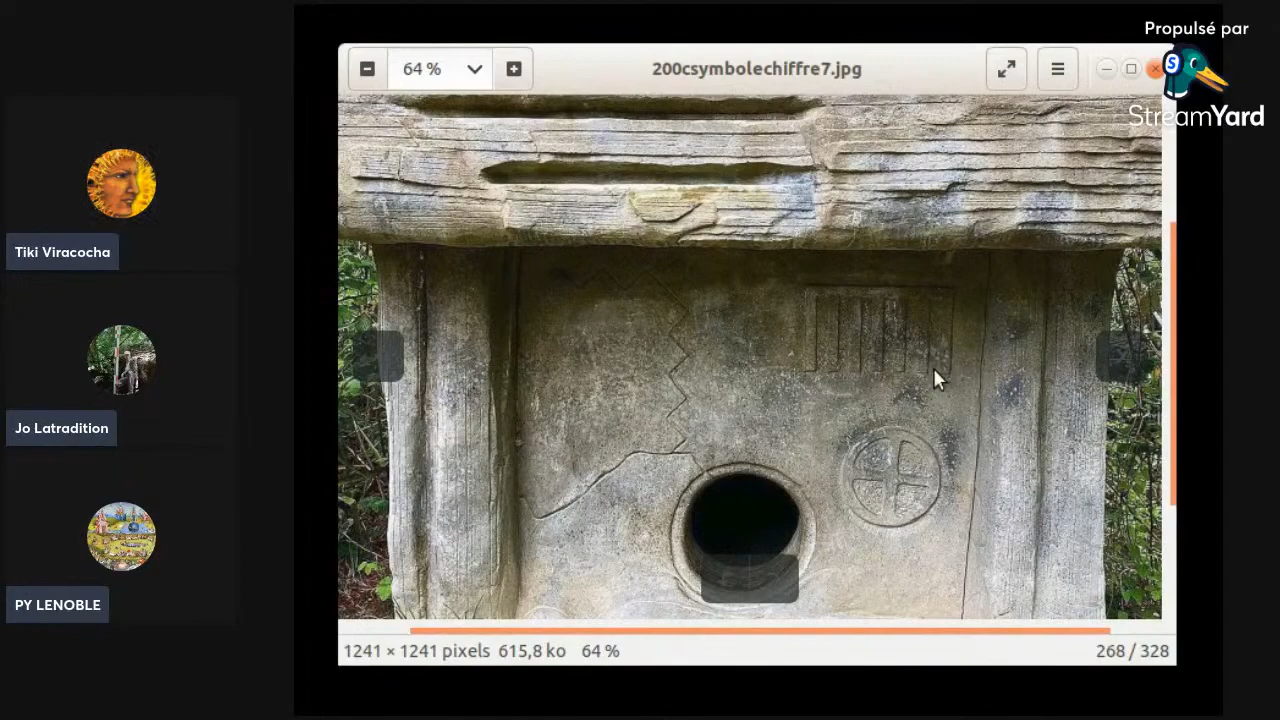 Propulsé par
StreamYard
64 %
200csymbolechiffre7.jpg
Tiki Viracocha
Jo Latradition
PY LENOBLE
1241 × 1241 pixels 615,8 ko 64 %
268 / 328